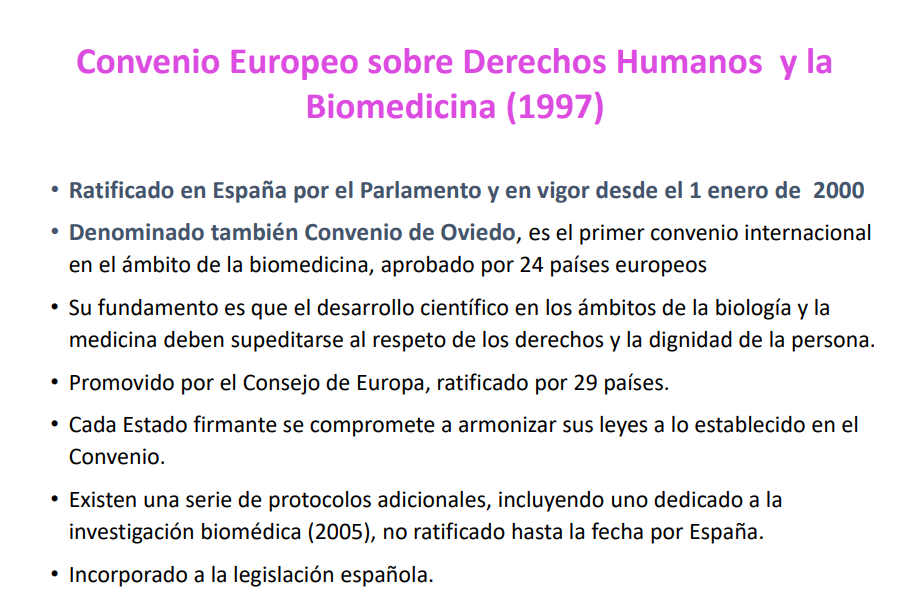 Convenio Europeo sobre Derechos Humanos  y la
Biomedicina (1997)
• Ratificado en España por el Parlamento y en vigor desde el 1 enero de  2000
• Denominado también Convenio de Oviedo, es el primer convenio internacional
en el ámbito de la biomedicina, aprobado por 24 países europeos
• Su fundamento es que el desarrollo científico en los ámbitos de la biología y la
medicina deben supeditarse al respeto de los derechos y la dignidad de la persona.
• Promovido por el Consejo de Europa, ratificado por 29 países.
• Cada Estado firmante se compromete a armonizar sus leyes a lo establecido en el
Convenio.
• Existen una serie de protocolos adicionales, incluyendo uno dedicado a la
investigación biomédica (2005), no ratificado hasta la fecha por España.
• Incorporado a la legislación española.